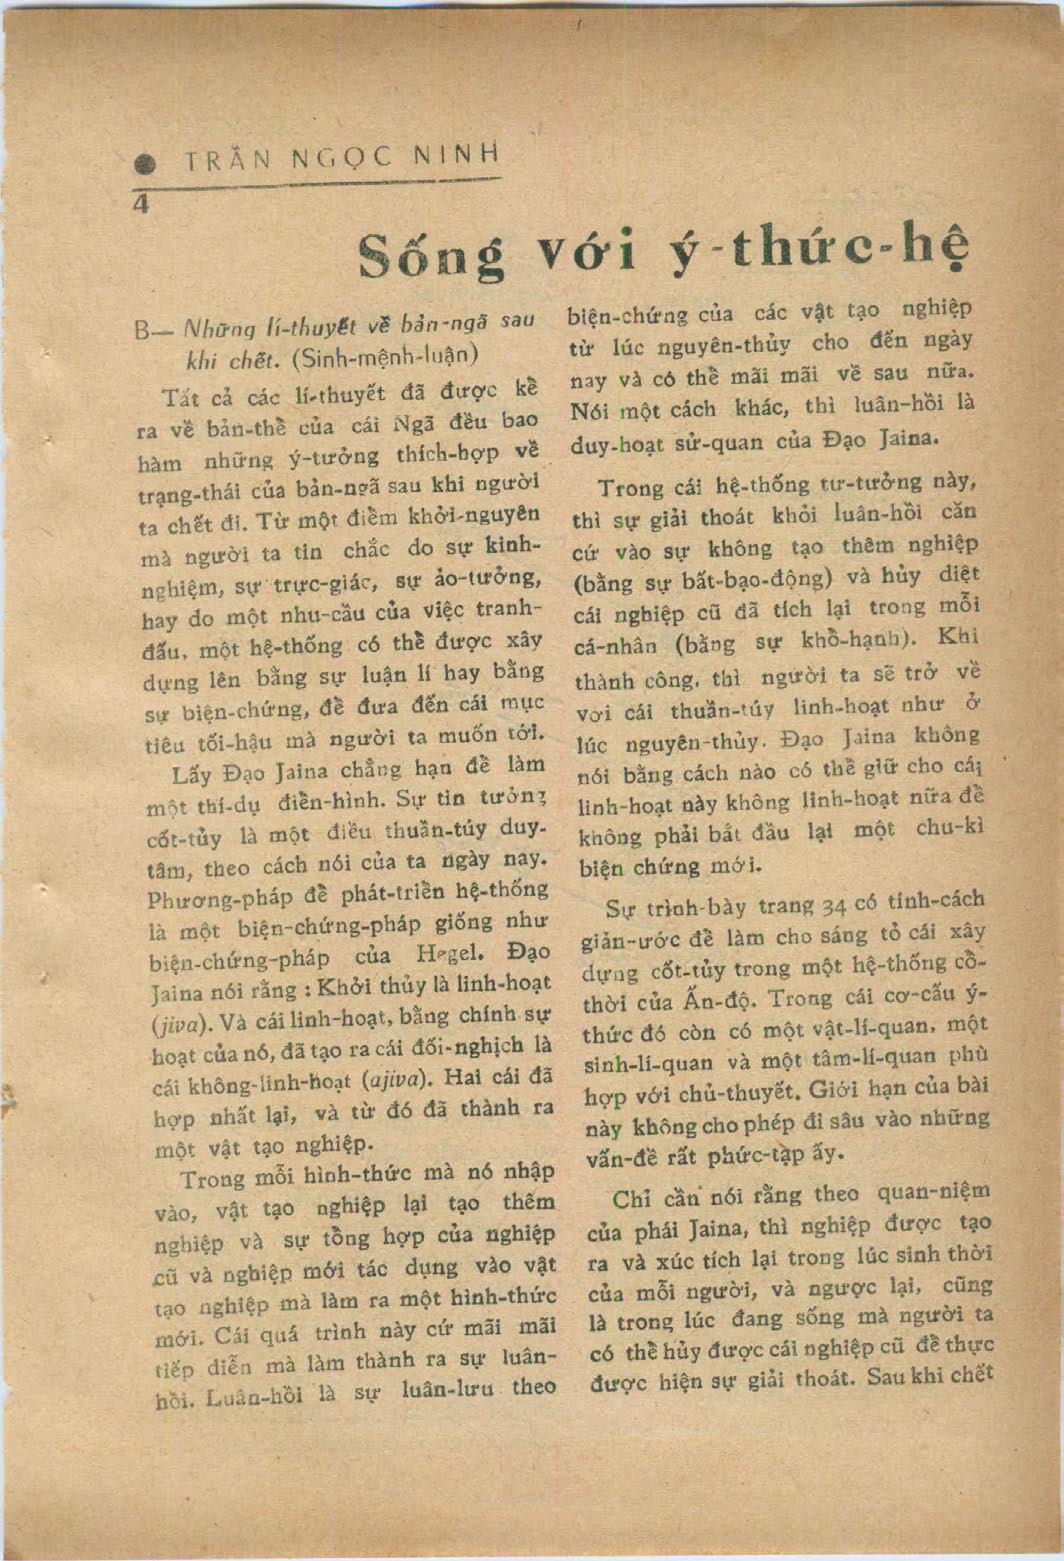 ● TRẦN NGỌC NINH
4
Sống với ý-thức-hệ
B— Những lí-thuyết về bản-ngã sau
khi chết. (Sinh-mệnh-luận)
Tất cả các lí-thuyết đã được kể
ra về bản-thể của cái Ngã đều bao
hàm những ý-tưởng thích-hợp về
trạng-thái của bản-ngã sau khi người
ta chết đi. Từ một điểm khởi-nguyên
mà người ta tin chắc do sự kinh-
nghiệm, sự trực-giác, sự ảo-tưởng,
hay do một nhu-cầu của việc tranh-
đấu, một hệ-thống có thể được xây
dựng lên bằng sự luận lí hay bằng
sự biện-chứng, để đưa đến cái mục
tiêu tối-hậu mà người ta muốn tới.
Lấy Đạo Jaina chẳng hạn để làm
một thí-dụ điển-hình. Sự tin tưởng
cốt-tủy là một điều thuần-túy duy-
tâm, theo cách nói của ta ngày nay.
Phương-pháp để phát-triển hệ-thống
là một biện-chứng-pháp giống như
biện-chứng-pháp của Hegel. Đạo
Jaina nói rằng : Khởi thủy là linh-hoạt
(jiva). Và cái linh-hoạt, bằng chính sự
hoạt của nó, đã tạo ra cái đối-nghịch là
cái không-linh-hoạt (ajiva). Hai cái đã
hợp nhất lại, và từ đó đã thành ra
một vật tạo nghiệp.
Trong mỗi hình-thức mà nó nhập
vào, vật tạo nghiệp lại tạo thêm
nghiệp và sự tổng hợp của nghiệp
cũ và nghiệp mới tác dụng vào vật
tạo nghiệp mà làm ra một hình-thức
mới. Cái quá trình này cứ mãi mãi
tiếp diễn mà làm thành ra sự luân-
hồi. Luân-hồi là sự luân-lưu theo
biện-chứng của các vật tạo nghiệp
từ lúc nguyên-thủy cho đến ngày
nay và có thể mãi mãi về sau nữa.
Nói một cách khác, thì luân-hồi là
duy-hoạt sử-quan của Đạo Jaina.
Trong cái hệ-thống tư-tưởng này,
thì sự giải thoát khỏi luân-hồi căn
cứ vào sự không tạo thêm nghiệp
(bằng sự bất-bạo-động) và hủy diệt
cái nghiệp cũ đã tích lại trong mỗi
cá-nhân (bằng sự khổ-hạnh). Khi
thành công, thì người ta sẽ trở về
với cái thuần-túy linh-hoạt như ở
lúc nguyên-thủy. Đạo Jaina không
nói bằng cách nào có thể giữ cho cái
linh-hoạt này không linh-hoạt nữa để
không phải bắt đầu lại một chu-kì
biện chứng mới.
Sự trình-bày trang 34 có tính-cách
giản-ước để làm cho sáng tỏ cái xây
dựng cốt-tủy trong một hệ-thống cổ-
thời của Ấn-độ. Trong cái cơ-cấu ý-
thức đó còn có một vật-lí-quan, một
sinh-lí-quan và một tâm-lí-quan phù
hợp với chủ-thuyết. Giới hạn của bài
này không cho phép đi sâu vào những
vấn-đề rất phức-tạp ấy.
Chỉ cần nói rằng theo quan-niệm
của phái Jaina, thì nghiệp được tạo
ra và xúc tích lại trong lúc sinh thời
của mỗi người, và ngược lại, cũng
là trong lúc đang sống mà người ta
có thể hủy được cái nghiệp cũ để thực
được hiện sự giải thoát. Sau khi chết